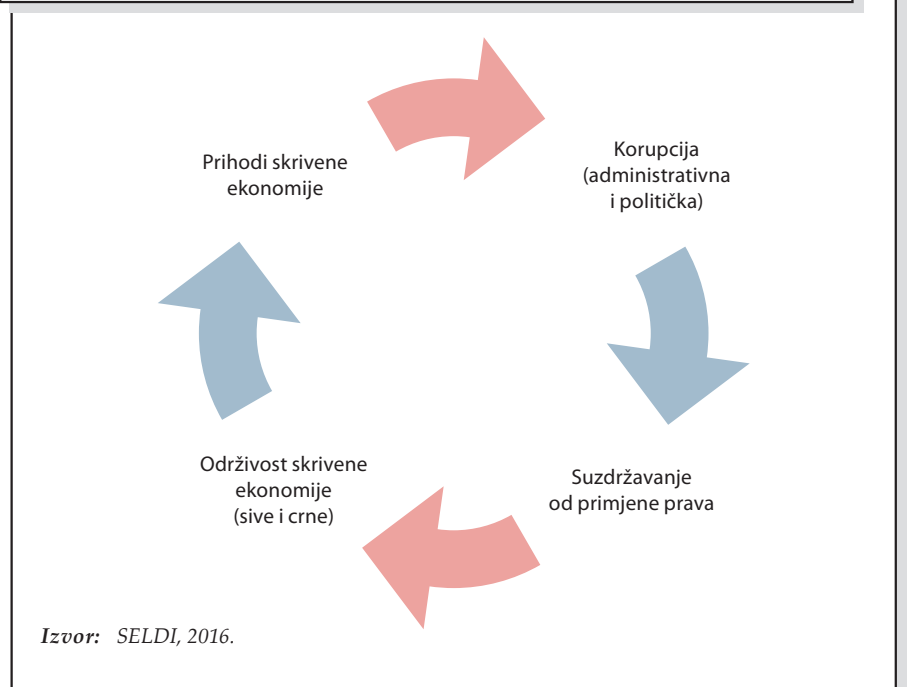 Prihodi skrivene
ekonomije
Korupcija
(administrativna
i politička)
Suzdržavanje
od primjene prava
Održivost skrivene
ekonomije
(sive i crne)
Izvor: SELDI, 2016.